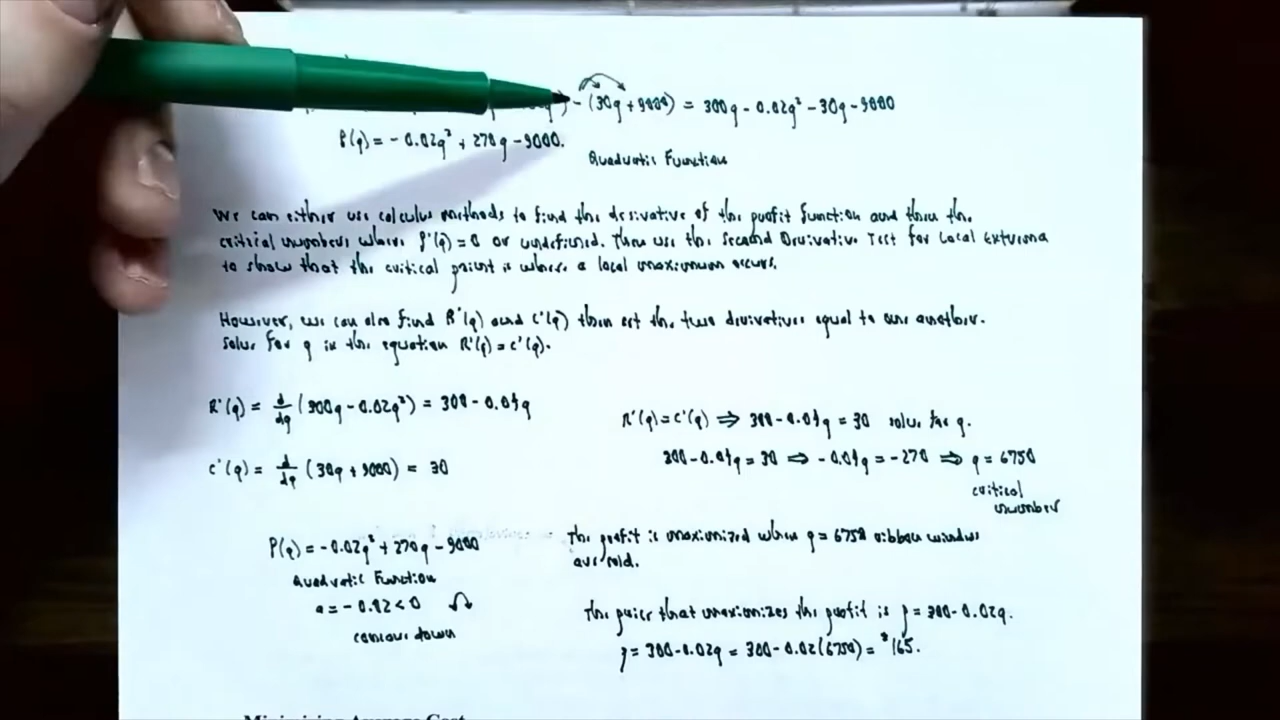 - (30q + 9000) = 300q - 0.02q² - 30q - 9000
P(q) = -0.02q² + 270q - 9000.
Quadratic Function
We can either use calculus methods to find the derivative of the profit function and then the
critical numbers where P'(q) = 0 or undefined. Then use the Second Derivative Test for Local Extrema
to show that the critical point is where a local maximum occurs.
However, we can also find R'(q) and C'(q) then set the two derivatives equal to one another.
Solve for q in the equation R'(q) = C'(q).
R'(q) = d/dq (300q - 0.02q²) = 300 - 0.04q
C'(q) = d/dq (30q + 9000) = 30
R'(q) = C'(q) ⇒ 300 - 0.04q = 30 solve for q.
300 - 0.04q = 30 ⇒ -0.04q = -270 ⇒ q = 6750
critical
number
P(q) = -0.02q² + 270q - 9000
Quadratic Function
a = -0.02 < 0
concave down
The profit is maximized where q = 6750 ribbon winders
are sold.
The price that maximizes the profit is p = 300 - 0.02q.
p = 300 - 0.02q = 300 - 0.02(6750) = $165.
Minimizing Average Cost